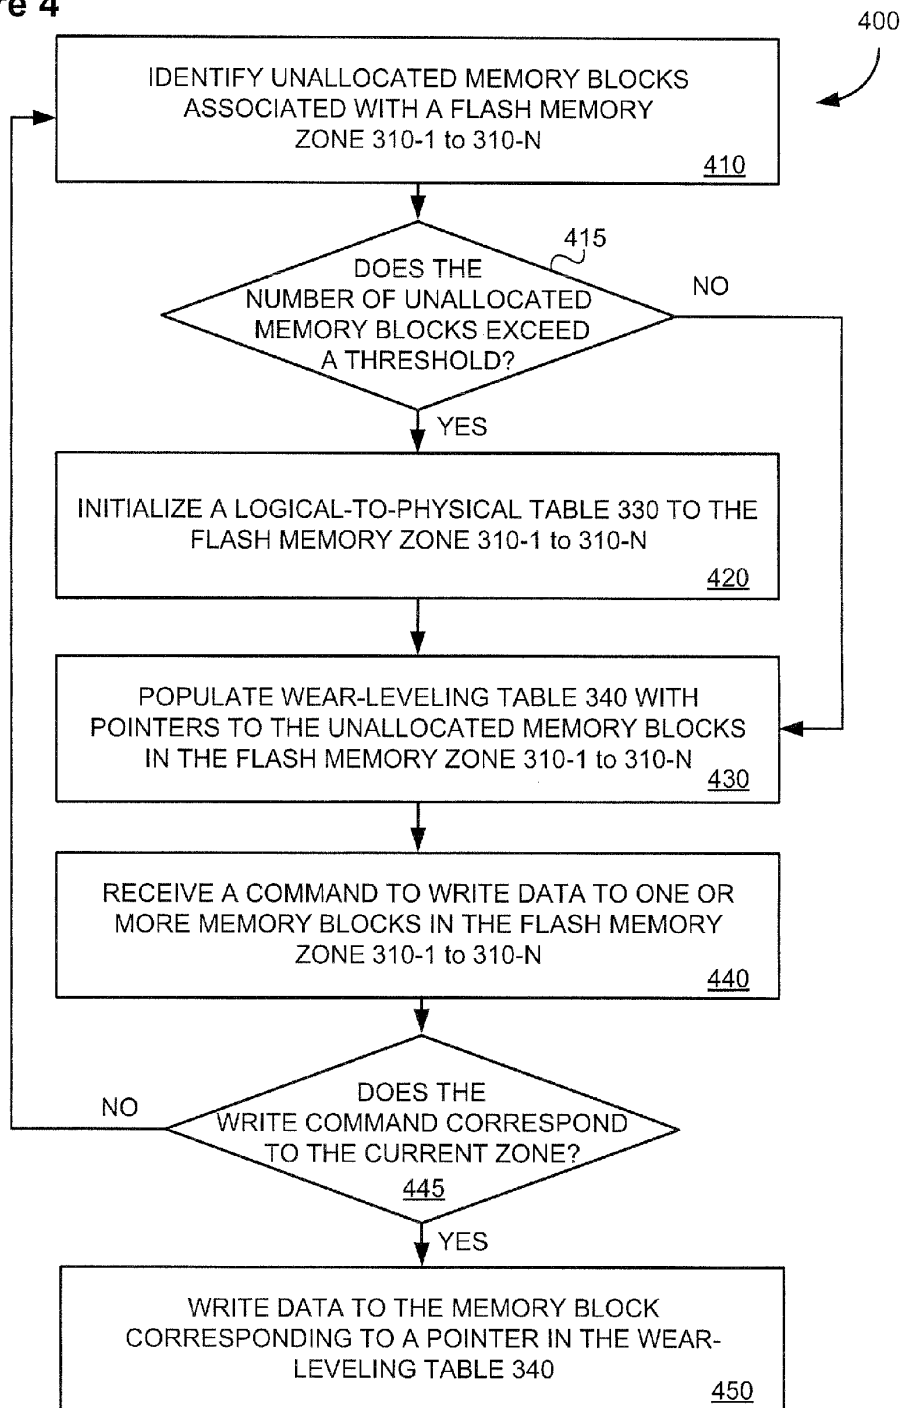 re 4
400
IDENTIFY UNALLOCATED MEMORY BLOCKS
ASSOCIATED WITH A FLASH MEMORY
ZONE 310-1 to 310-N
410
415
DOES THE
NUMBER OF UNALLOCATED
MEMORY BLOCKS EXCEED
A THRESHOLD?
NO
YES
INITIALIZE A LOGICAL-TO-PHYSICAL TABLE 330 TO THE
FLASH MEMORY ZONE 310-1 to 310-N
420
POPULATE WEAR-LEVELING TABLE 340 WITH
POINTERS TO THE UNALLOCATED MEMORY BLOCKS
IN THE FLASH MEMORY ZONE 310-1 to 310-N
430
RECEIVE A COMMAND TO WRITE DATA TO ONE OR
MORE MEMORY BLOCKS IN THE FLASH MEMORY
ZONE 310-1 to 310-N
440
NO
DOES THE
WRITE COMMAND CORRESPOND
TO THE CURRENT ZONE?
445
YES
WRITE DATA TO THE MEMORY BLOCK
CORRESPONDING TO A POINTER IN THE WEAR-
LEVELING TABLE 340
450